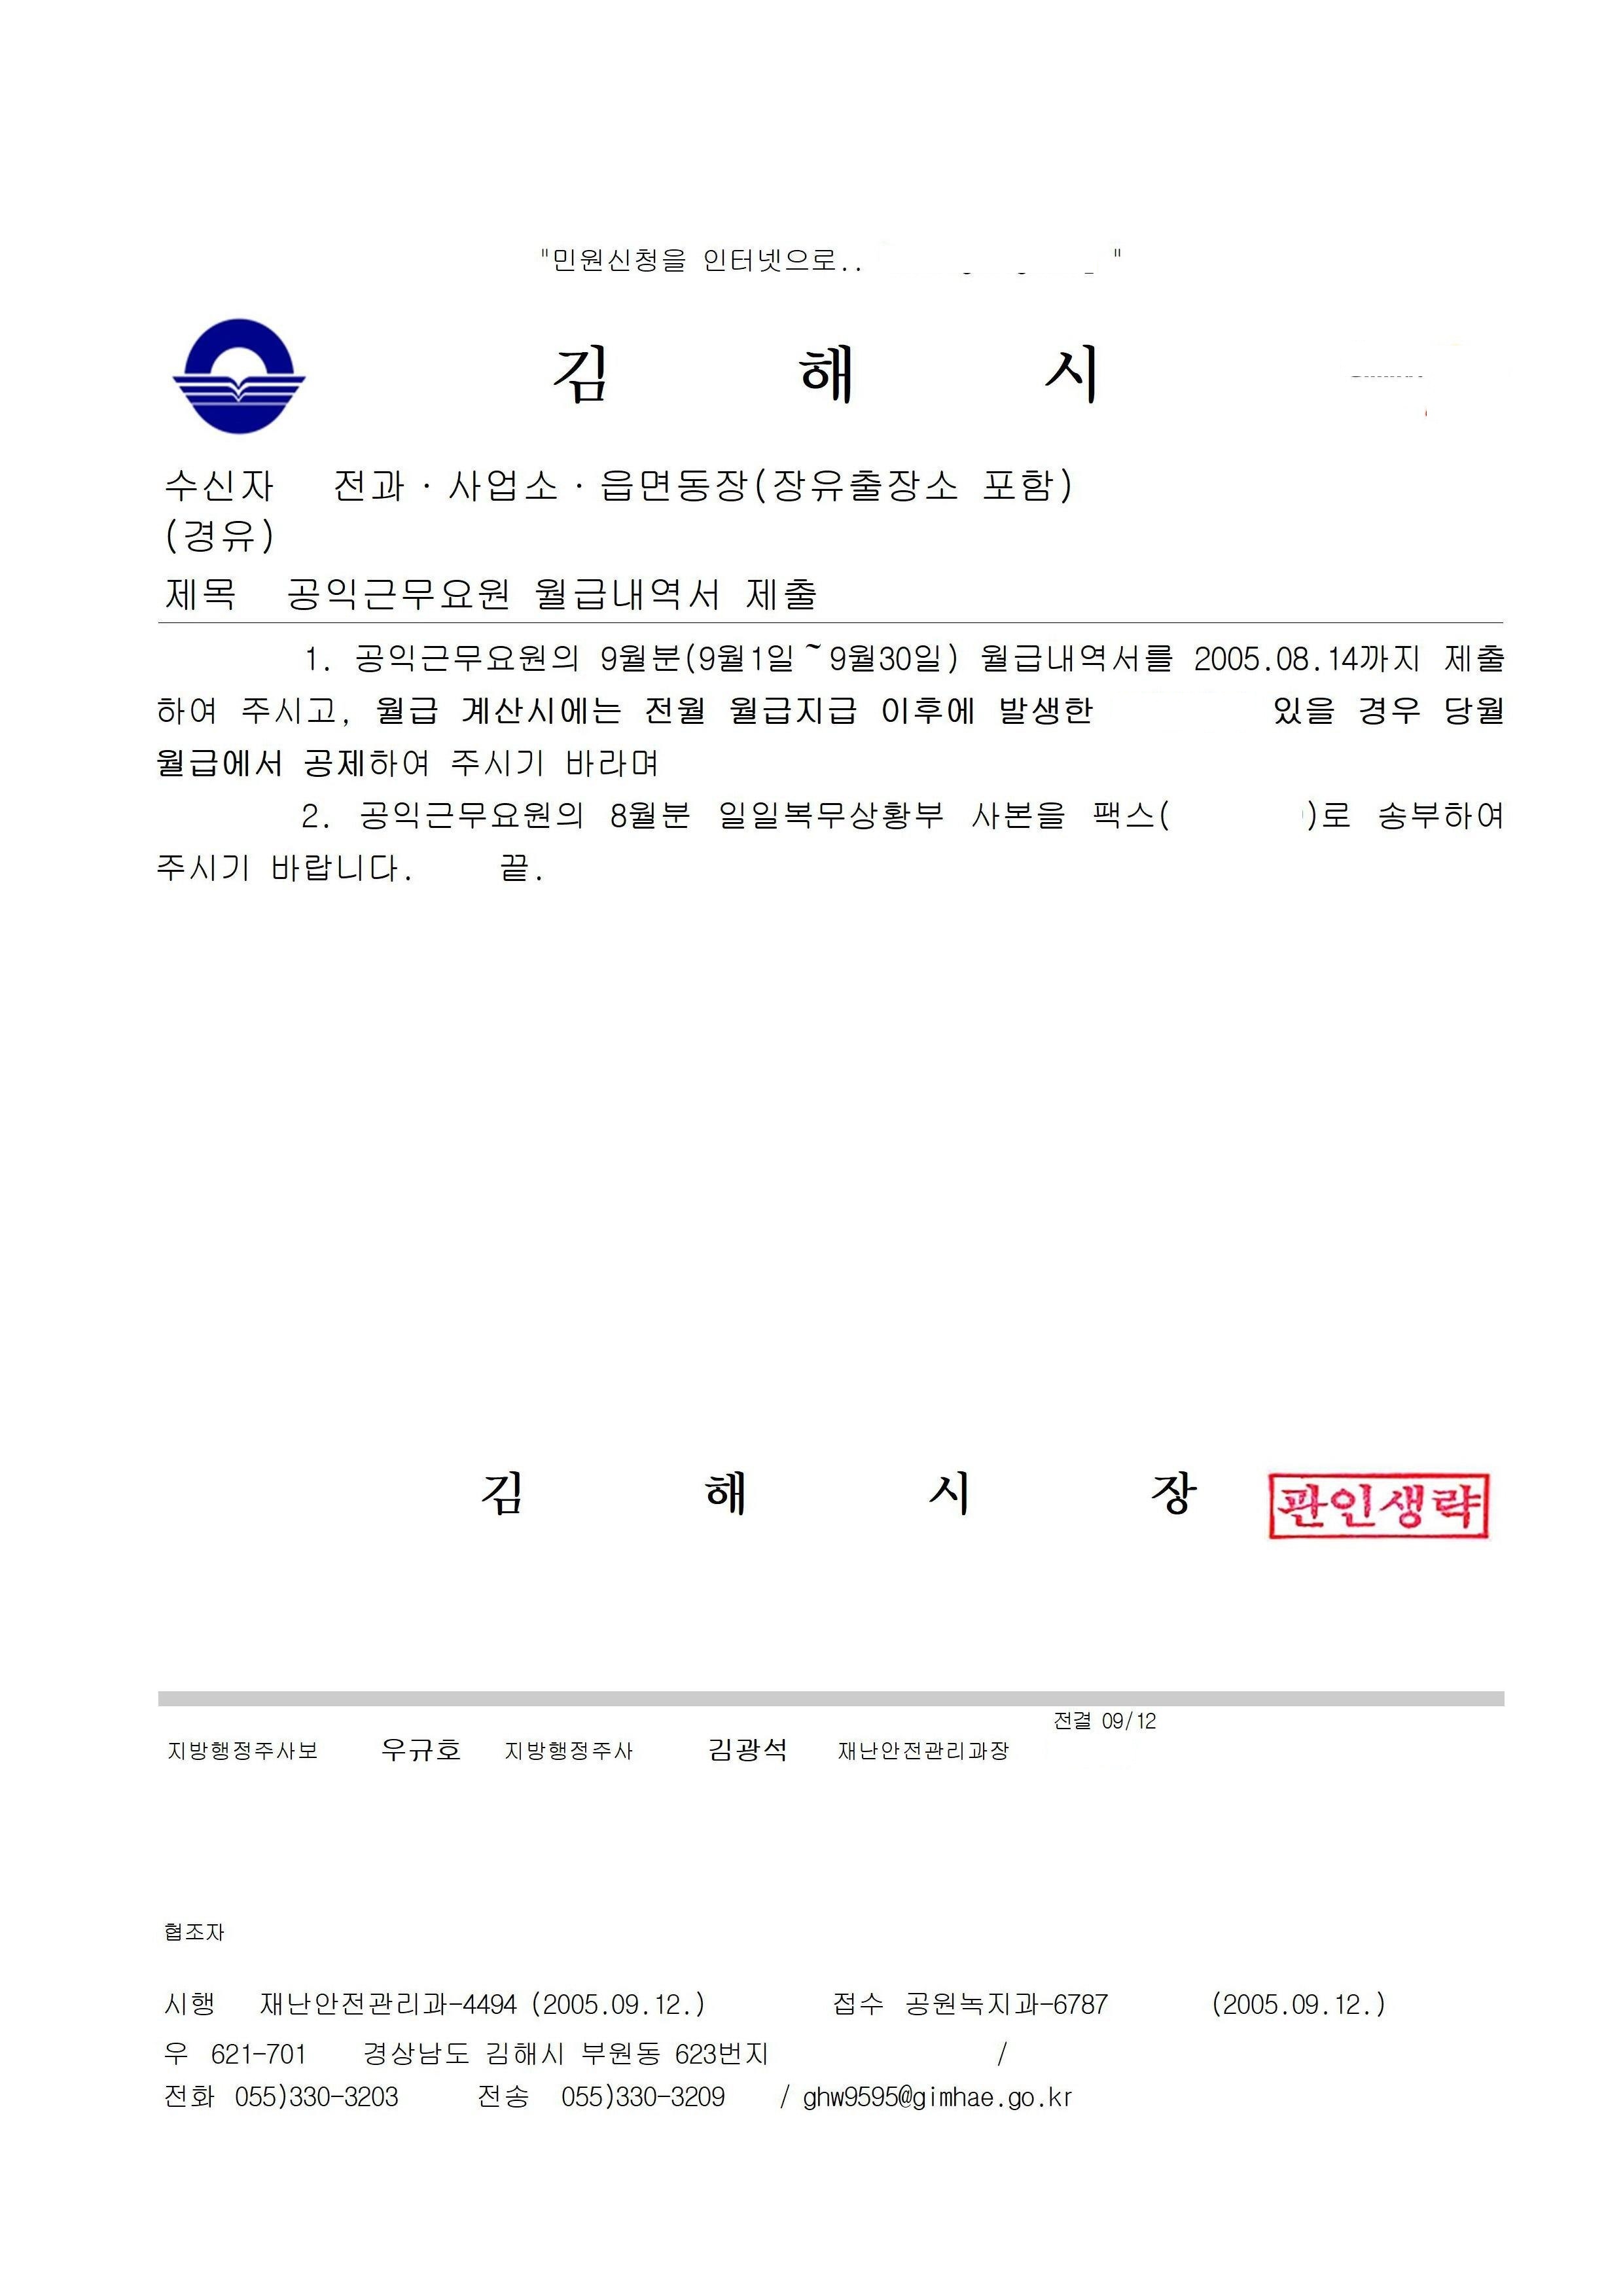 "민원신청을 인터넷으로.. "
김 해 시
수신자 전과·사업소·읍면동장(장유출장소 포함)
(경유)
제목 공익근무요원 월급내역서 제출
1. 공익근무요원의 9월분(9월1일~9월30일) 월급내역서를 2005.08.14까지 제출
하여 주시고, 월급 계산시에는 전월 월급지급 이후에 발생한 있을 경우 당월
월급에서 공제하여 주시기 바라며
2. 공익근무요원의 8월분 일일복무상황부 사본을 팩스( )로 송부하여
주시기 바랍니다. 끝.
김 해 시 장 관인생략
전결 09/12
지방행정주사보 우규호 지방행정주사 김광석 재난안전관리과장
협조자
시행 재난안전관리과-4494 (2005.09.12.) 접수 공원녹지과-6787 (2005.09.12.)
우 621-701 경상남도 김해시 부원동 623번지 /
전화 055)330-3203 전송 055)330-3209 / ghw9595@gimhae.go.kr